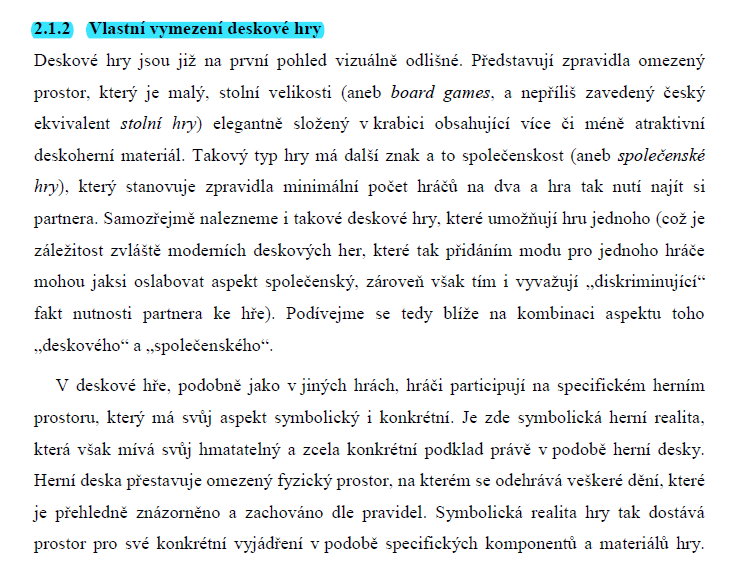 2.1.2 Vlastní vymezení deskové hry
Deskové hry jsou již na první pohled vizuálně odlišné. Představují zpravidla omezený
prostor, který je malý, stolní velikosti (aneb board games, a nepříliš zavedený český
ekvivalent stolní hry) elegantně složený v krabici obsahující více či méně atraktivní
deskoherní materiál. Takový typ hry má další znak a to společenskost (aneb společenské
hry), který stanovuje zpravidla minimální počet hráčů na dva a hra tak nutí najít si
partnera. Samozřejmě nalezneme i takové deskové hry, které umožňují hru jednoho (což je
záležitost zvláště moderních deskových her, které tak přidáním modu pro jednoho hráče
mohou jaksi oslabovat aspekt společenský, zároveň však tím i vyvažují „diskriminující“
fakt nutnosti partnera ke hře). Podívejme se tedy blíže na kombinaci aspektu toho
„deskového“ a „společenského“.
V deskové hře, podobně jako v jiných hrách, hráči participují na specifickém herním
prostoru, který má svůj aspekt symbolický i konkrétní. Je zde symbolická herní realita,
která však mívá svůj hmatatelný a zcela konkrétní podklad právě v podobě herní desky.
Herní deska přestavuje omezený fyzický prostor, na kterém se odehrává veškeré dění, které
je přehledně znázorněno a zachováno dle pravidel. Symbolická realita hry tak dostává
prostor pro své konkrétní vyjádření v podobě specifických komponentů a materiálů hry.